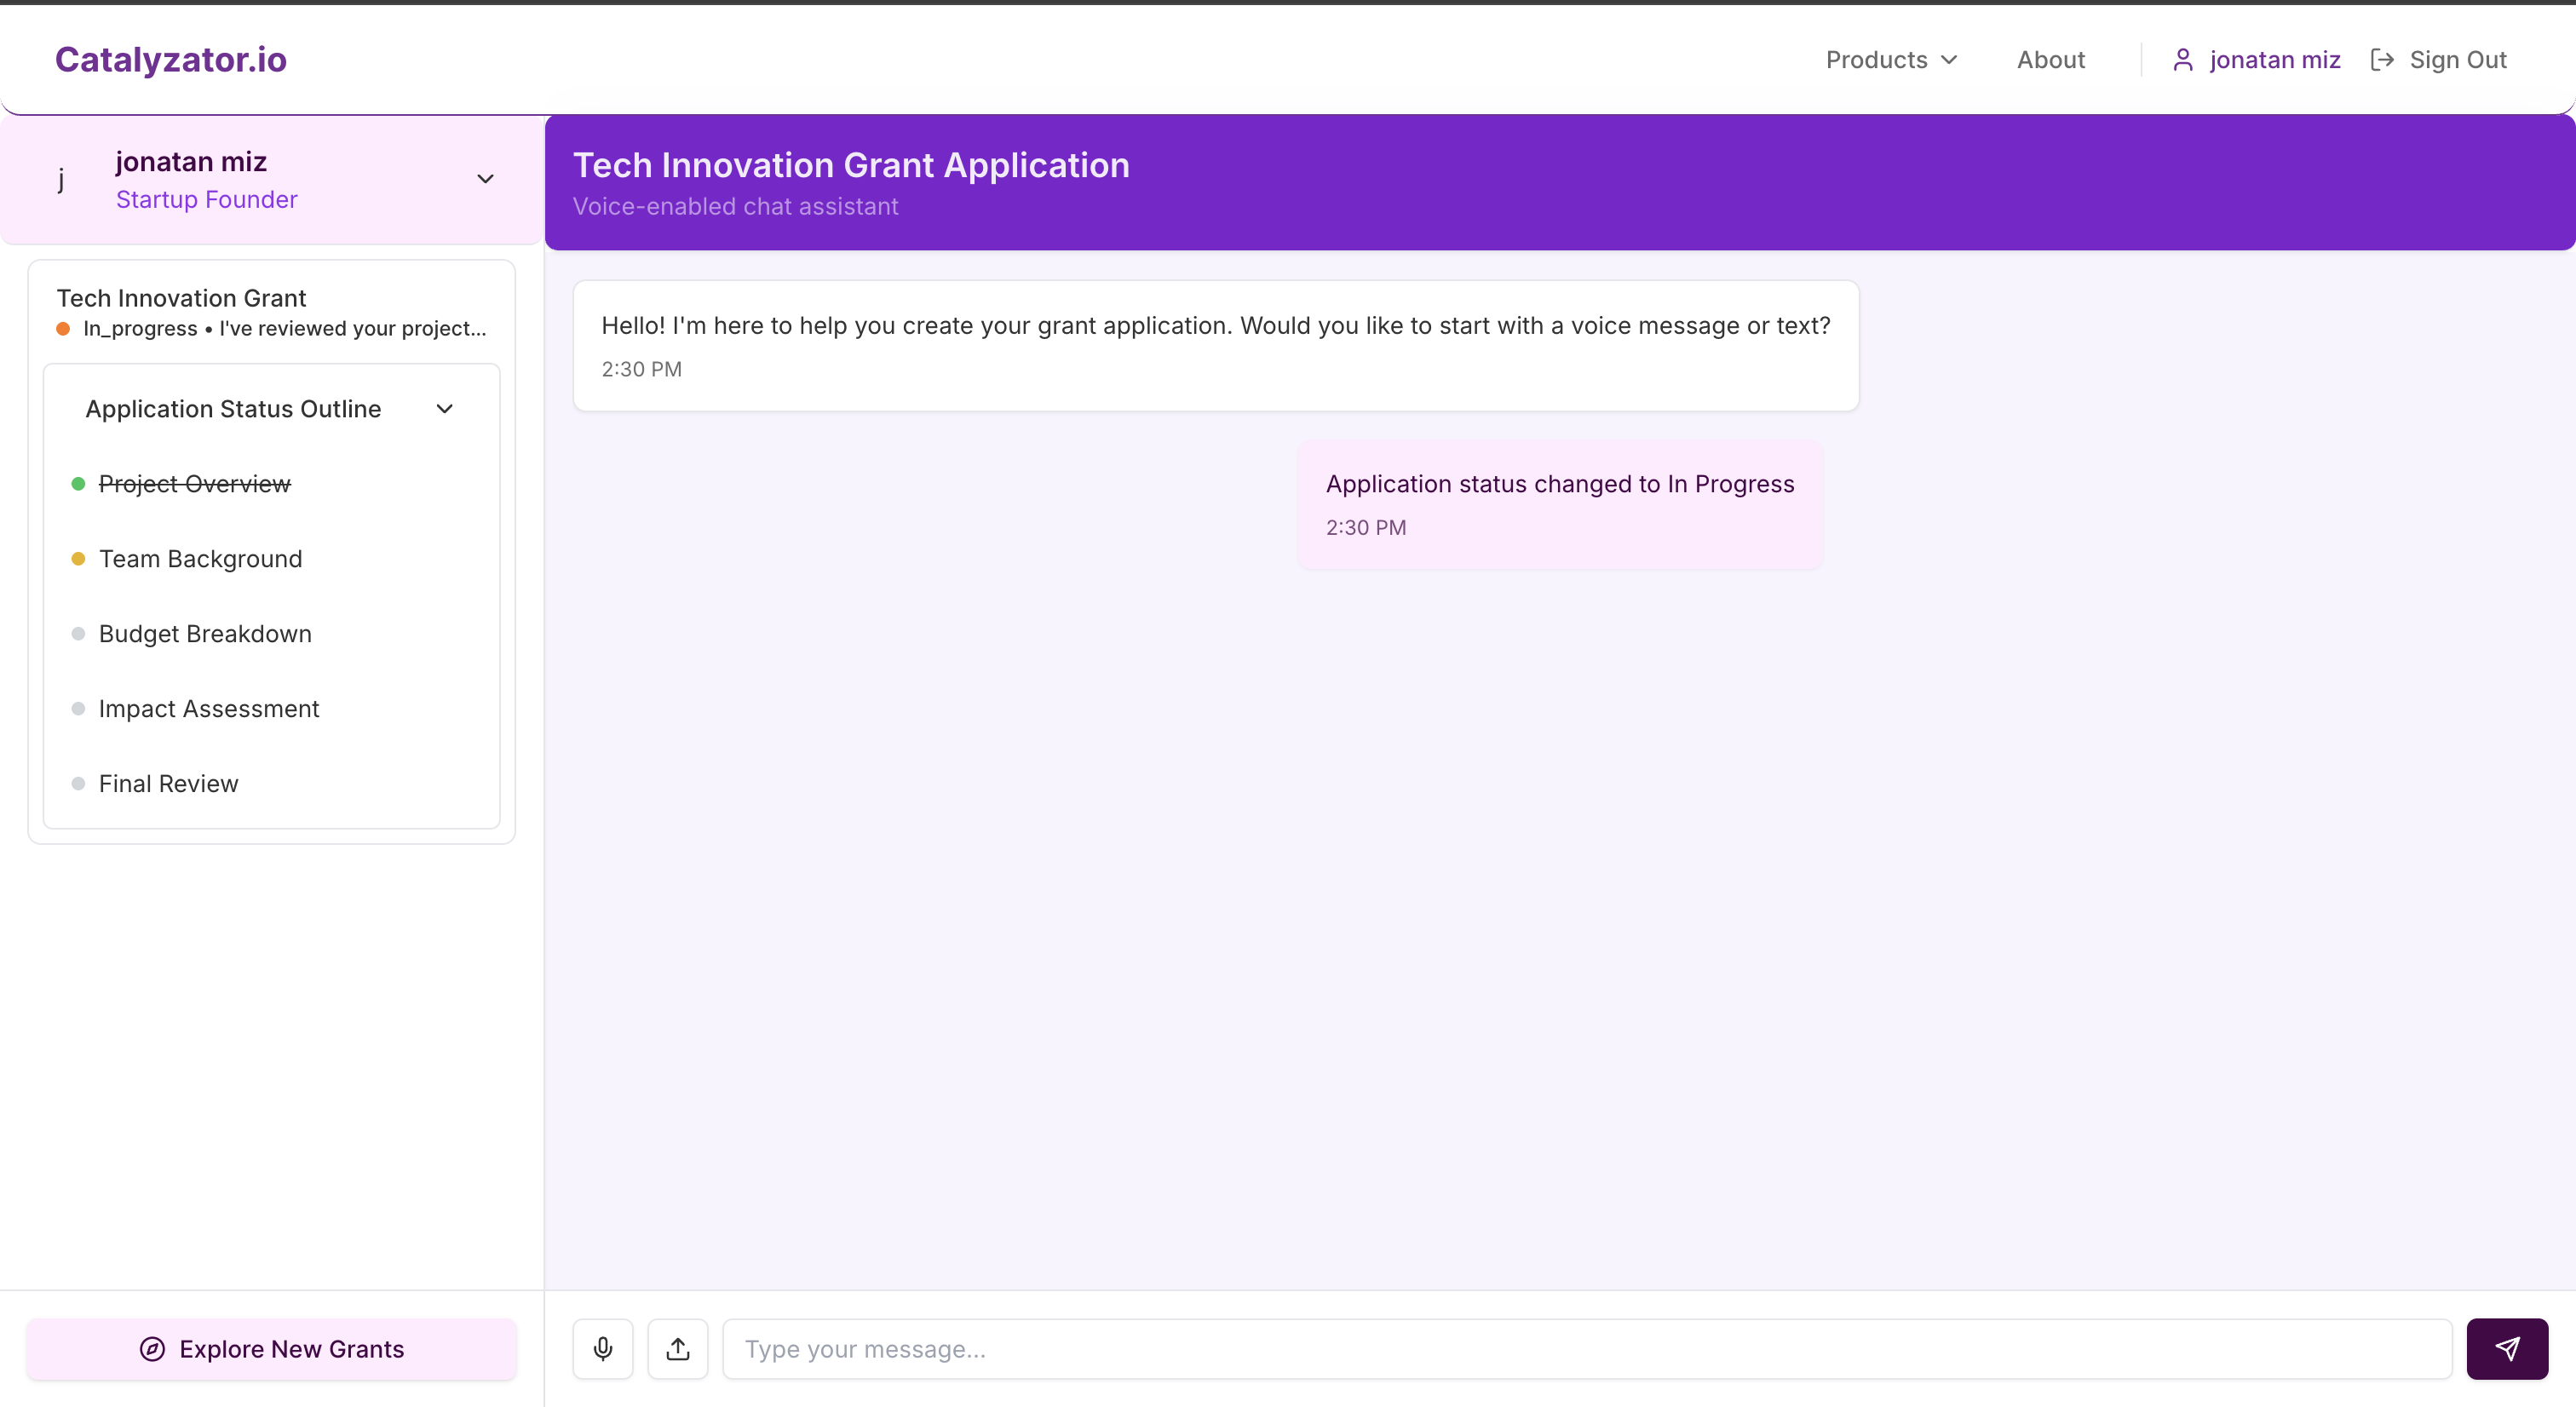 Catalyzator.io
Products
About
jonatan miz
Sign Out
j
jonatan miz
Startup Founder
Tech Innovation Grant
In_progress • I've reviewed your project...
Application Status Outline
Project Overview
Team Background
Budget Breakdown
Impact Assessment
Final Review
Explore New Grants
Tech Innovation Grant Application
Voice-enabled chat assistant
Hello! I'm here to help you create your grant application. Would you like to start with a voice message or text?
2:30 PM
Application status changed to In Progress
2:30 PM
Type your message...